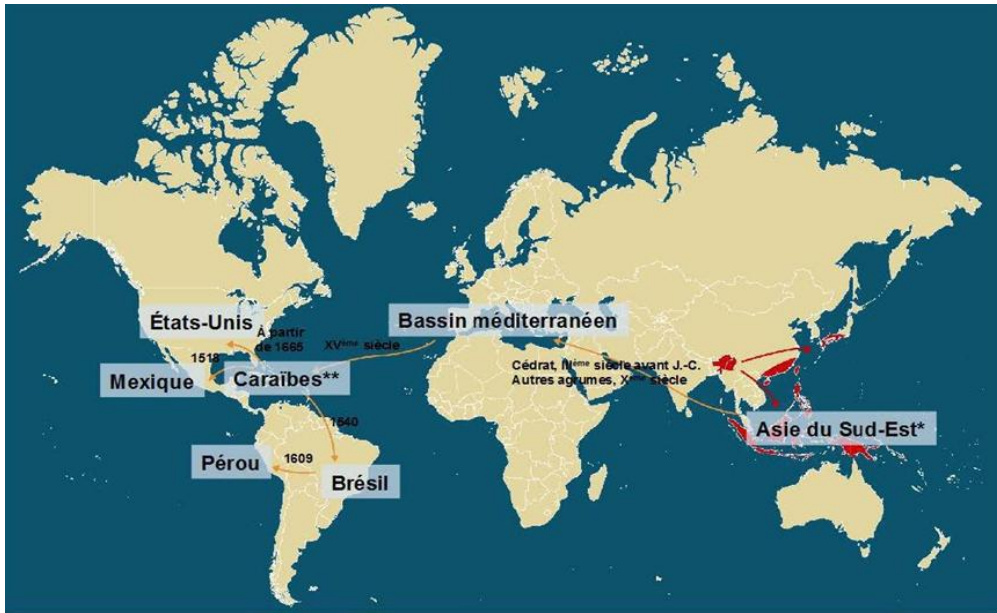 États-Unis
À partir
de 1665
1518
Mexique
Caraïbes**
XVème siècle
Bassin méditerranéen
Cédrat, IIIème siècle avant J.-C.
Autres agrumes, Xème siècle
Asie du Sud-Est*
1540
Pérou
1609
Brésil